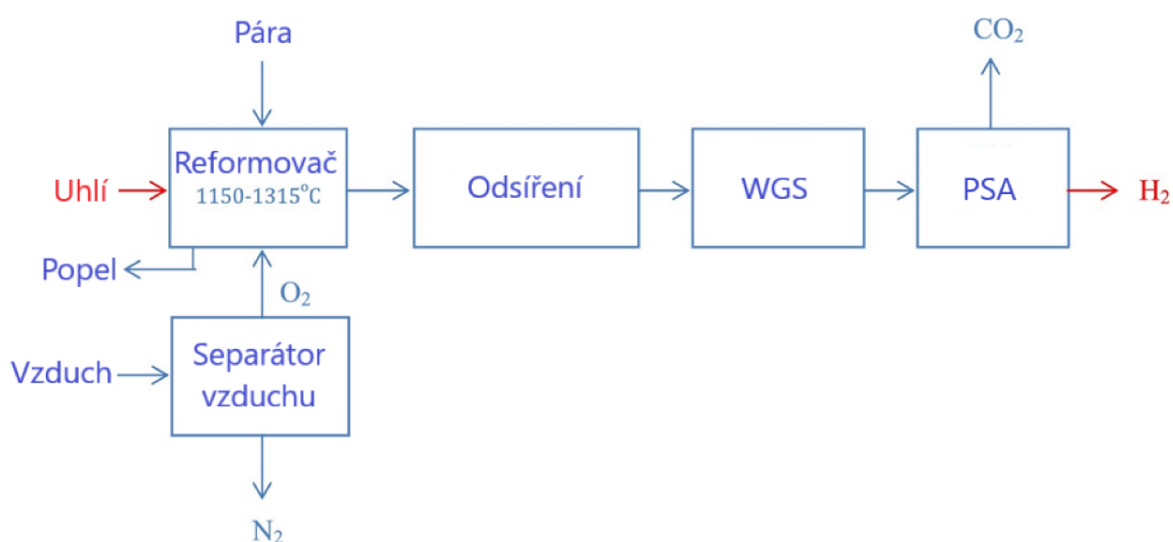 Pára
CO₂
Uhlí
Reformovač
1150-1315°C
Odsíření
WGS
PSA
H₂
Popel
O₂
Vzduch
Separátor
vzduchu
N₂